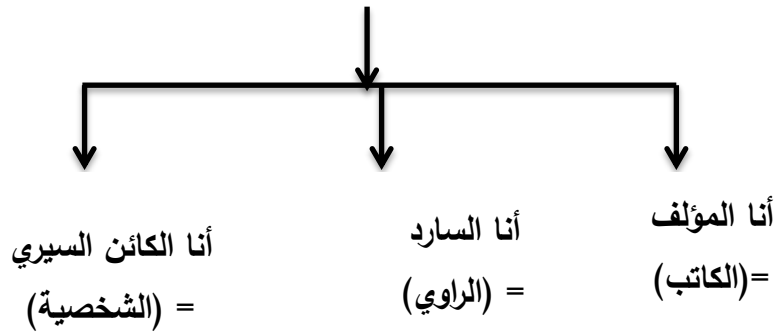 أنا المؤلف
=(الكاتب)
أنا السارد
= (الراوي)
أنا الكائن السيري
= (الشخصية)